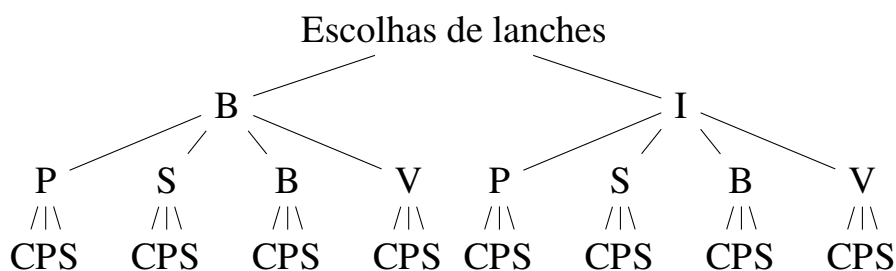 Escolhas de lanches
B I
P S B V P S B V
CPS CPS CPS CPS CPS CPS CPS CPS